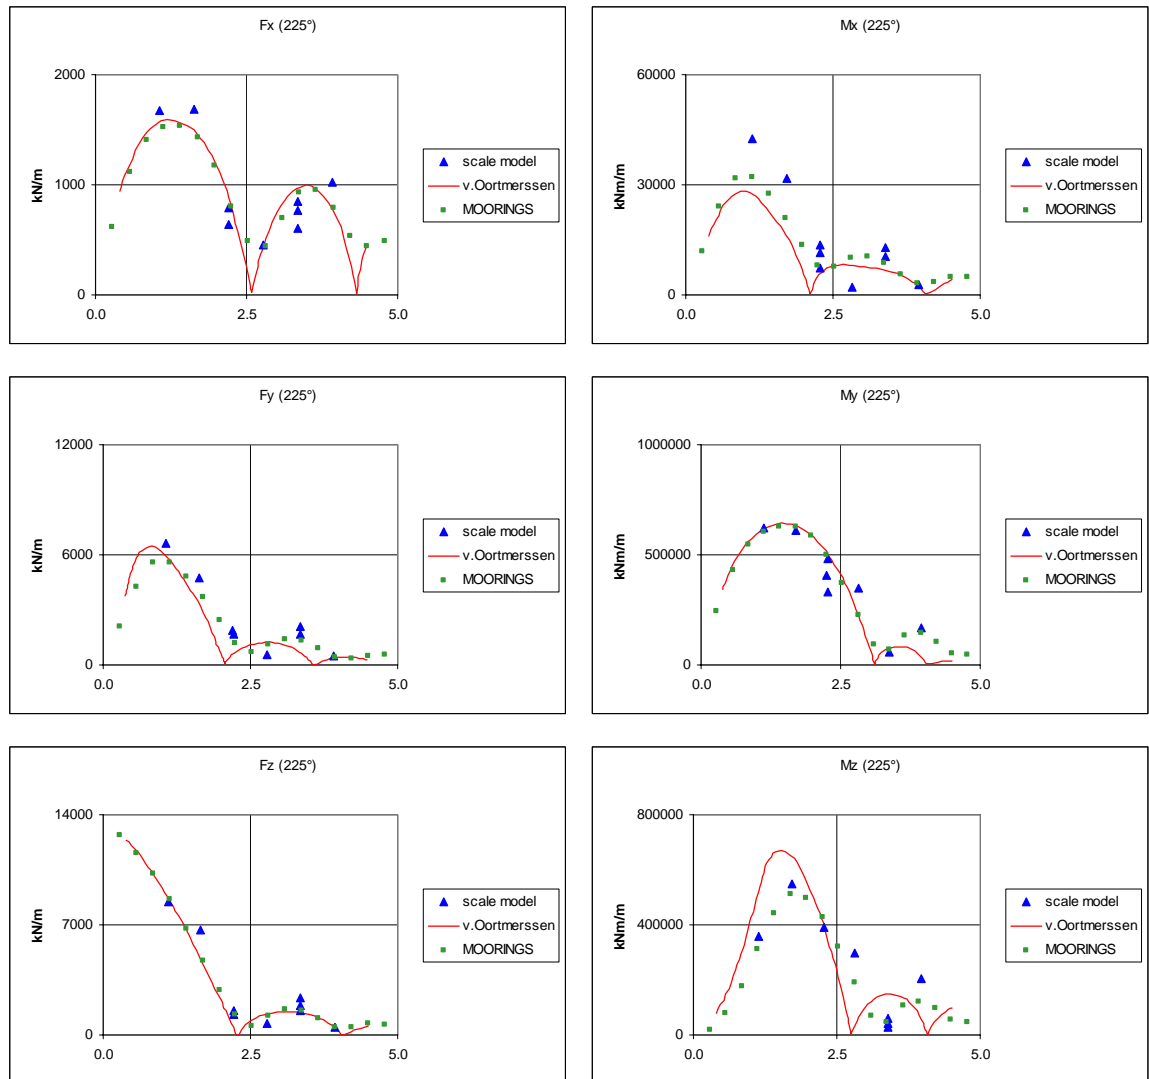 Fx (225°)
2000
1000
0
kN/m
0.0
2.5
5.0
scale model
v.Oortmerssen
MOORINGS
Mx (225°)
60000
30000
0
kNm/m
0.0
2.5
5.0
scale model
v.Oortmerssen
MOORINGS
Fy (225°)
12000
6000
0
kN/m
0.0
2.5
5.0
scale model
v.Oortmerssen
MOORINGS
My (225°)
1000000
500000
0
kNm/m
0.0
2.5
5.0
scale model
v.Oortmerssen
MOORINGS
Fz (225°)
14000
7000
0
kN/m
0.0
2.5
5.0
scale model
v.Oortmerssen
MOORINGS
Mz (225°)
800000
400000
0
kNm/m
0.0
2.5
5.0
scale model
v.Oortmerssen
MOORINGS